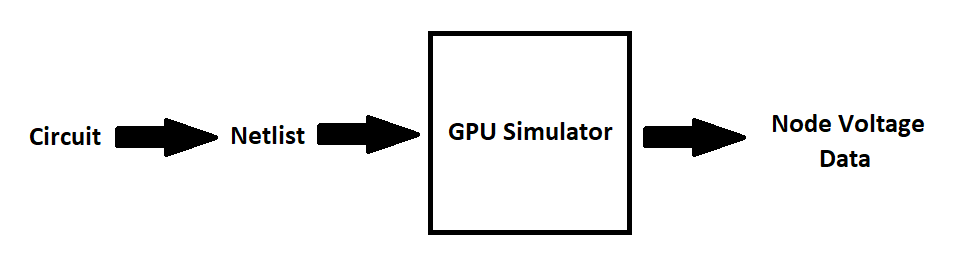 Circuit
Netlist
GPU Simulator
Node Voltage
Data